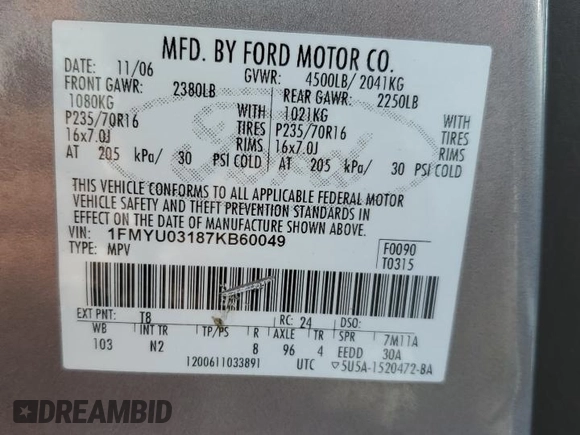 MFD. BY FORD MOTOR CO.
DATE: 11/06 GVWR: 4500LB/ 2041KG
FRONT GAWR: 2380LB REAR GAWR: 2250LB
1080KG WITH 1021KG WITH
P235/70R16 TIRES P235/70R16 TIRES
16x7.0J RIMS 16x7.0J RIMS
AT 205 kPa/ 30 PSI COLD AT 205 kPa/ 30 PSI COLD
THIS VEHICLE CONFORMS TO ALL APPLICABLE FEDERAL MOTOR
VEHICLE SAFETY AND THEFT PREVENTION STANDARDS IN
EFFECT ON THE DATE OF MANUFACTURE SHOWN ABOVE.
VIN: 1FMYU03187KB60049 F0090
TYPE: MPV T0315
EXT PNT: T8 RC: 24 DSO:
WB INT TR TP/PS R AXLE TR SPR 7M11A
103 N2 8 96 4 EEDD 30A
1200611033891 UTC ▽5U5A-1520472-BA
Ford
DREAMBID